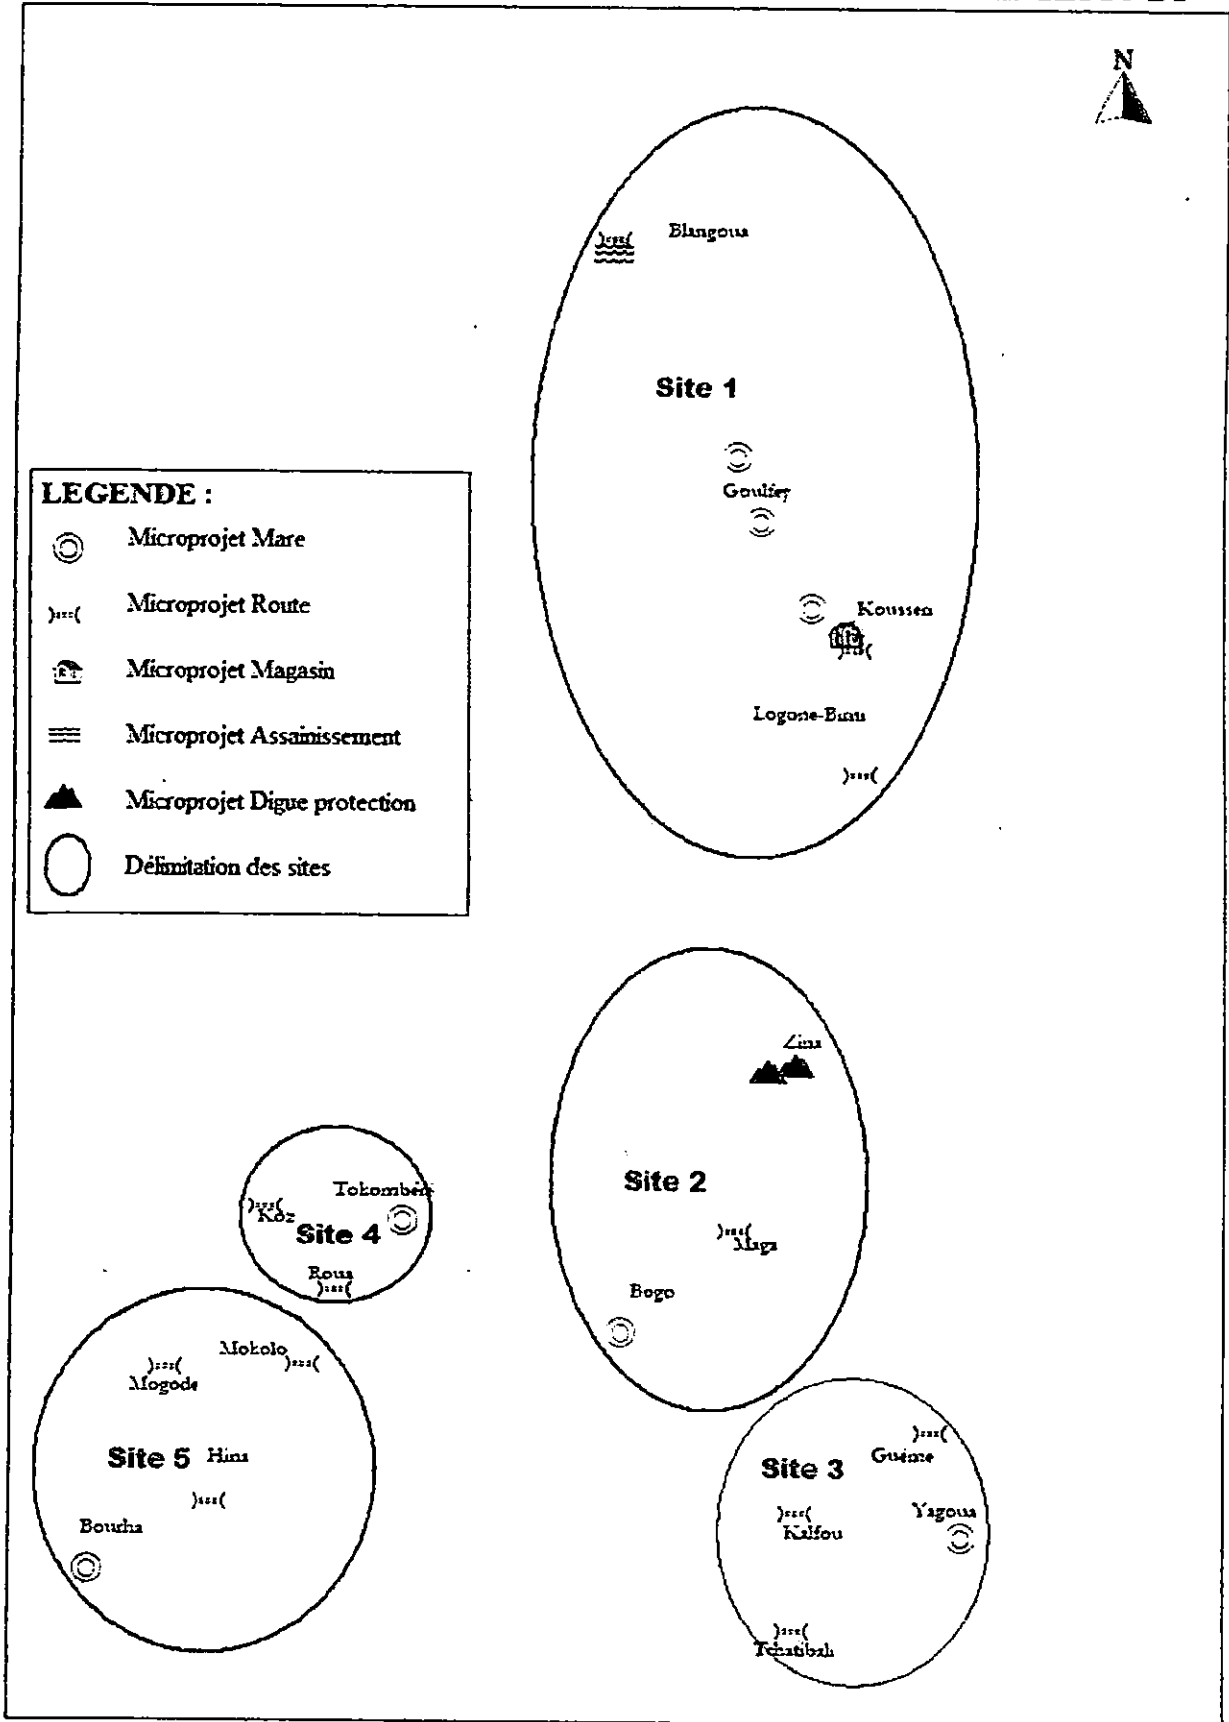 N
Blangoua
Site 1
Goulfey
LEGENDE :
Microprojet Mare
Microprojet Route
Microprojet Magasin
Microprojet Assainissement
Microprojet Digue protection
Délimitation des sites
Kousseri
Logone-Birni
Zina
Site 2
Maga
Bogo
Tokombéré
Koz
Site 4
Roua
Mokolo
Mogode
Site 5 Hina
Bourha
Guémé
Site 3
Yagoua
Kalfou
Tchatibali